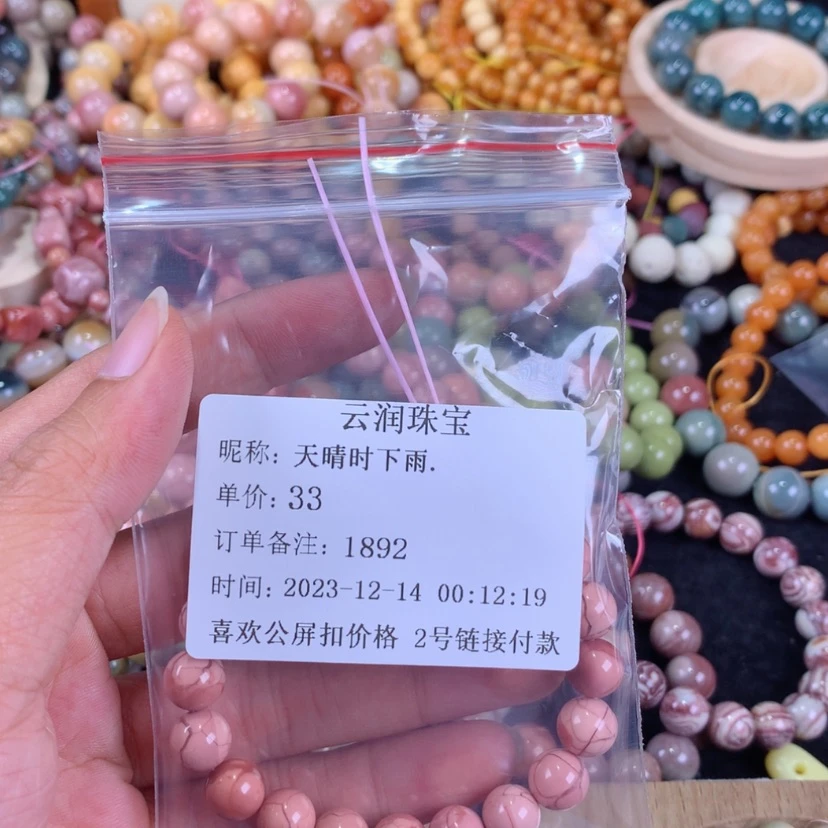 云润珠宝
昵称: 天晴时下雨.
单价: 33
订单备注: 1892
时间: 2023-12-14 00:12:19
喜欢公屏扣价格 2号链接付款